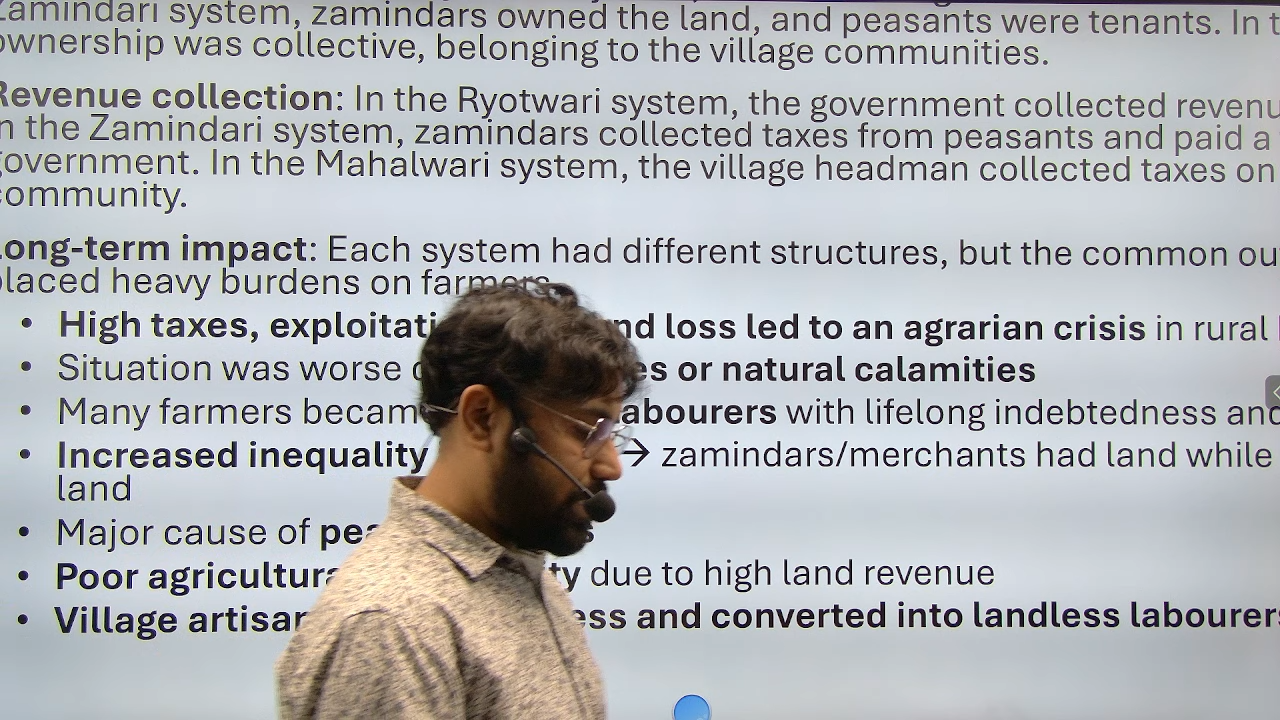 Zamindari system, zamindars owned the land, and peasants were tenants. In t
ownership was collective, belonging to the village communities.
Revenue collection: In the Ryotwari system, the government collected revenu
n the Zamindari system, zamindars collected taxes from peasants and paid a
government. In the Mahalwari system, the village headman collected taxes on
community.
Long-term impact: Each system had different structures, but the common ou
placed heavy burdens on farmers
• High taxes, exploitati nd loss led to an agrarian crisis in rural
• Situation was worse es or natural calamities
• Many farmers becam abourers with lifelong indebtedness and
• Increased inequality → zamindars/merchants had land while
land
• Major cause of pea s
• Poor agricultura ty due to high land revenue
• Village artisan ess and converted into landless labourers